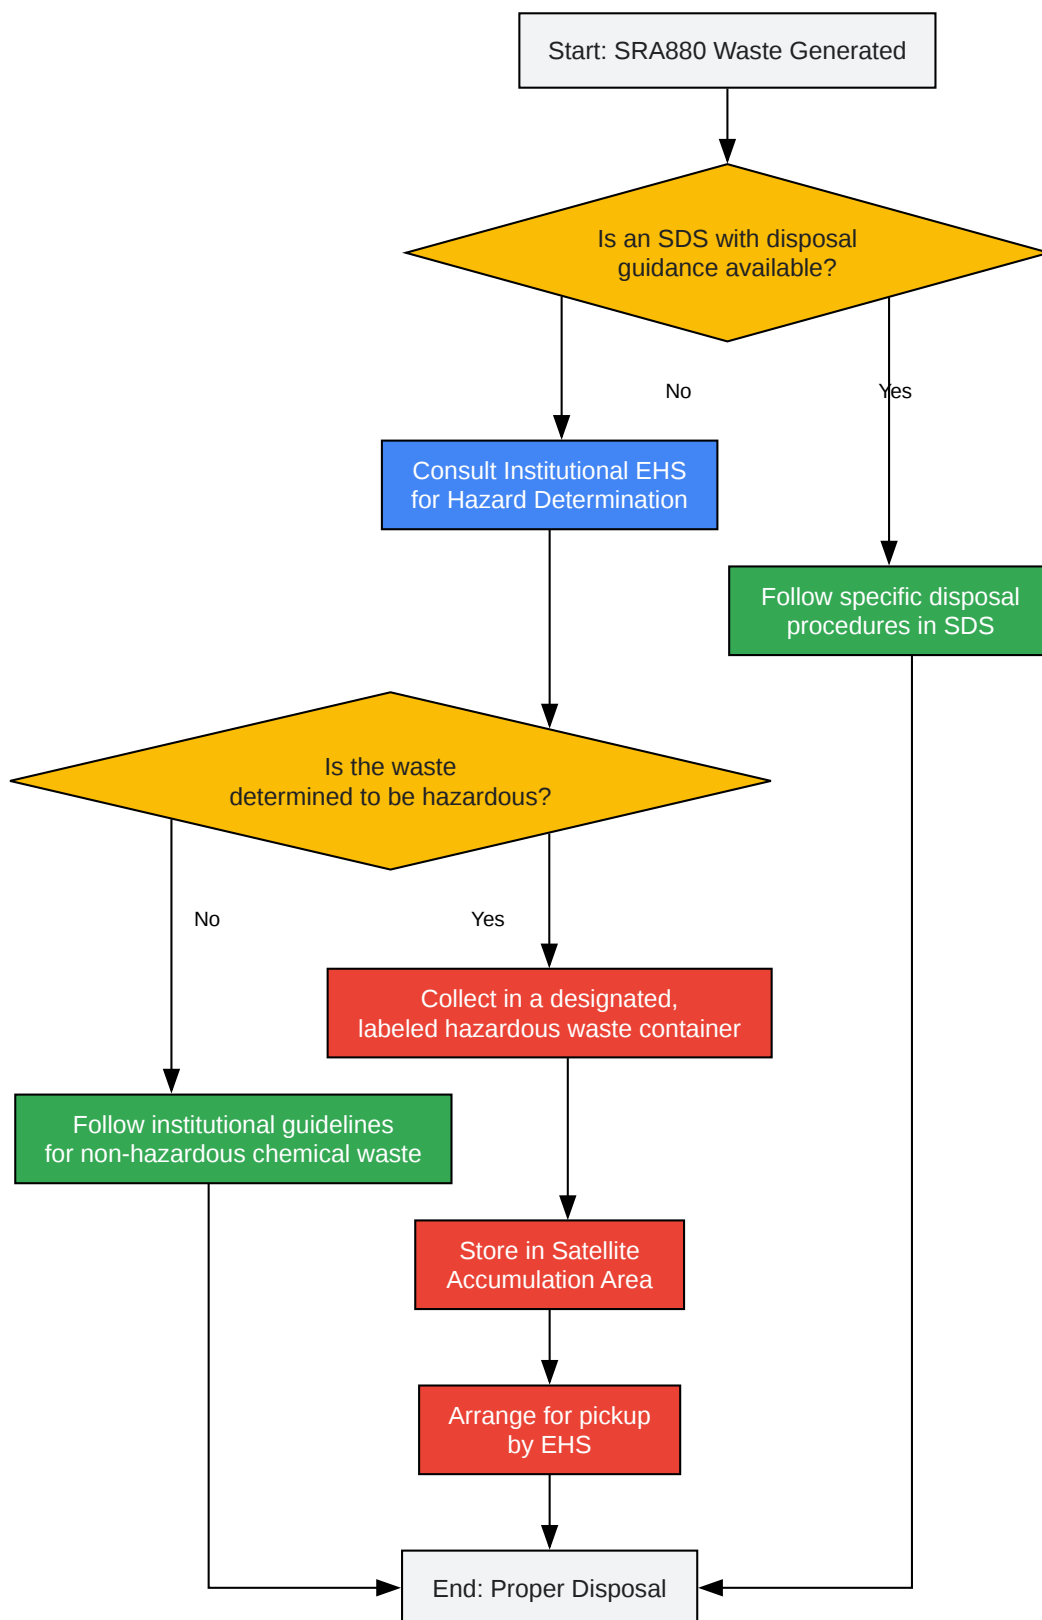 Start: SRA880 Waste Generated
Is an SDS with disposal
guidance available?
No
Yes
Consult Institutional EHS
for Hazard Determination
Follow specific disposal
procedures in SDS
Is the waste
determined to be hazardous?
No
Yes
Collect in a designated,
labeled hazardous waste container
Follow institutional guidelines
for non-hazardous chemical waste
Store in Satellite
Accumulation Area
Arrange for pickup
by EHS
End: Proper Disposal